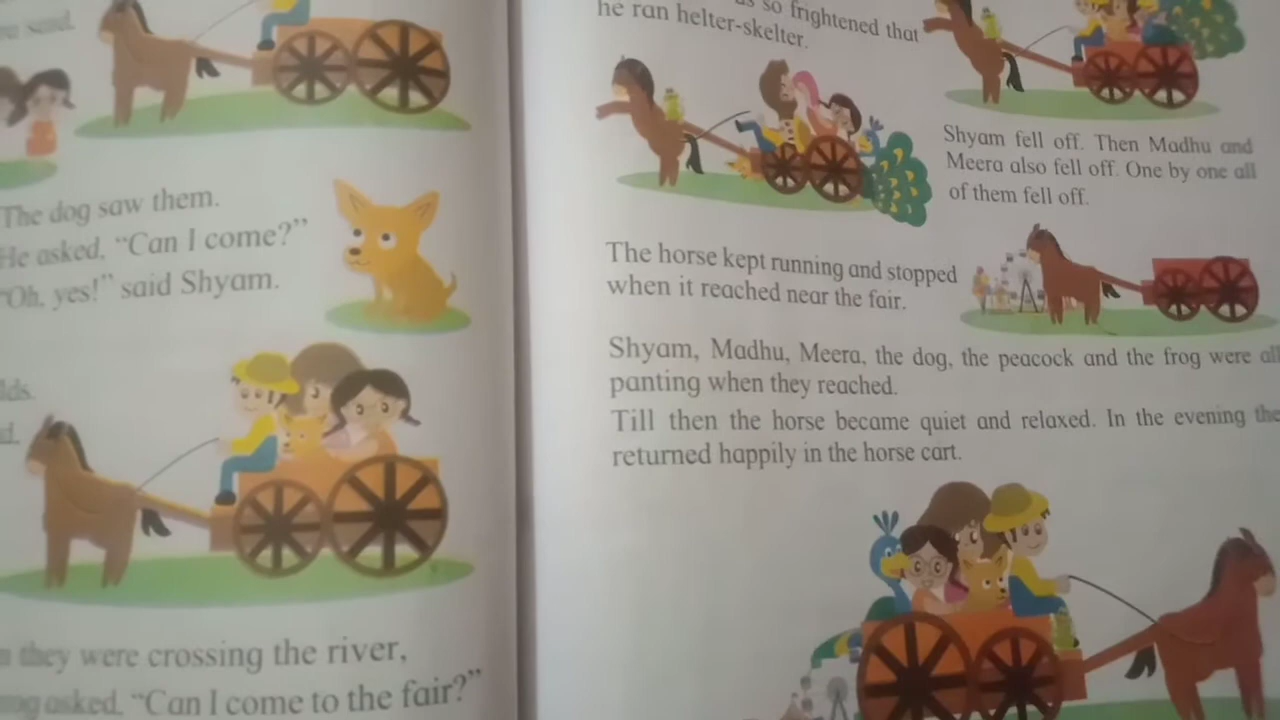 said.
The dog saw them.
He asked, “Can I come?”
“Oh, yes!” said Shyam.
they were crossing the river,
asked, “Can I come to the fair?”
so frightened that
he ran helter-skelter.
Shyam fell off. Then Madhu and
Meera also fell off. One by one all
of them fell off.
The horse kept running and stopped
when it reached near the fair.
Shyam, Madhu, Meera, the dog, the peacock and the frog were all
panting when they reached.
Till then the horse became quiet and relaxed. In the evening the
returned happily in the horse cart.